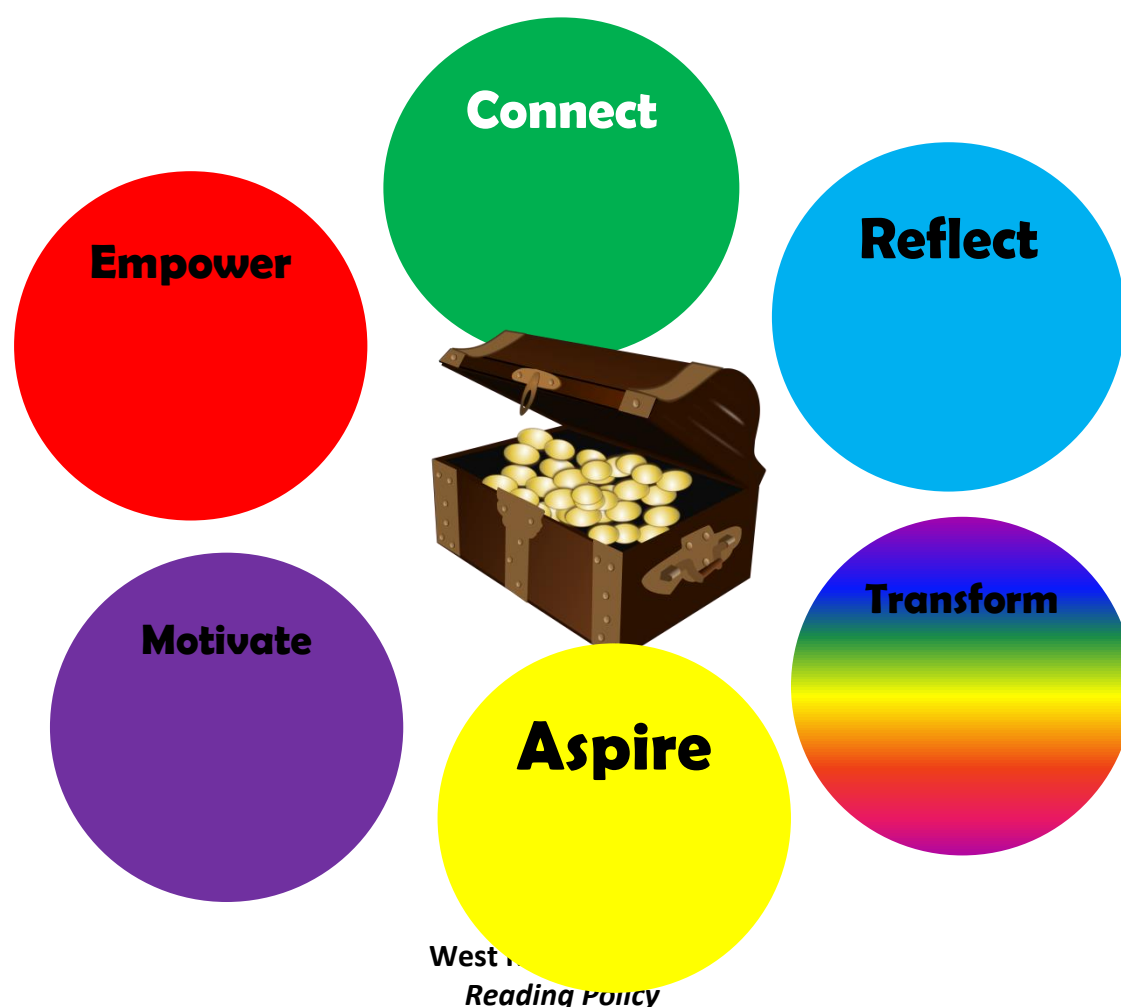 Connect
Reflect
Empower
Transform
Motivate
Aspire
West
Reading Policy